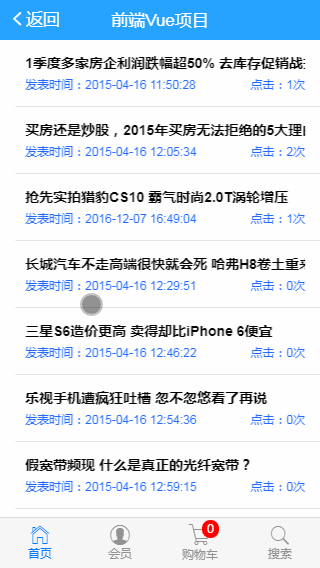 返回 前端Vue项目
1季度多家房企利润跌幅超50% 去库存促销战
发表时间：2015-04-16 11:50:28 点击：1次
买房还是炒股，2015年买房无法拒绝的5大理
发表时间：2015-04-16 12:05:34 点击：2次
抢先实拍猎豹CS10 霸气时尚2.0T涡轮增压
发表时间：2016-12-07 16:49:04 点击：1次
长城汽车不走高端很快就会死 哈弗H8卷土重来
发表时间：2015-04-16 12:29:51 点击：0次
三星S6造价更高 卖得却比iPhone 6便宜
发表时间：2015-04-16 12:46:22 点击：0次
乐视手机遭疯狂吐槽 忽不忽悠看了再说
发表时间：2015-04-16 12:54:36 点击：0次
假宽带频现 什么是真正的光纤宽带？
发表时间：2015-04-16 12:59:15 点击：0次
0
首页 会员 购物车 搜索